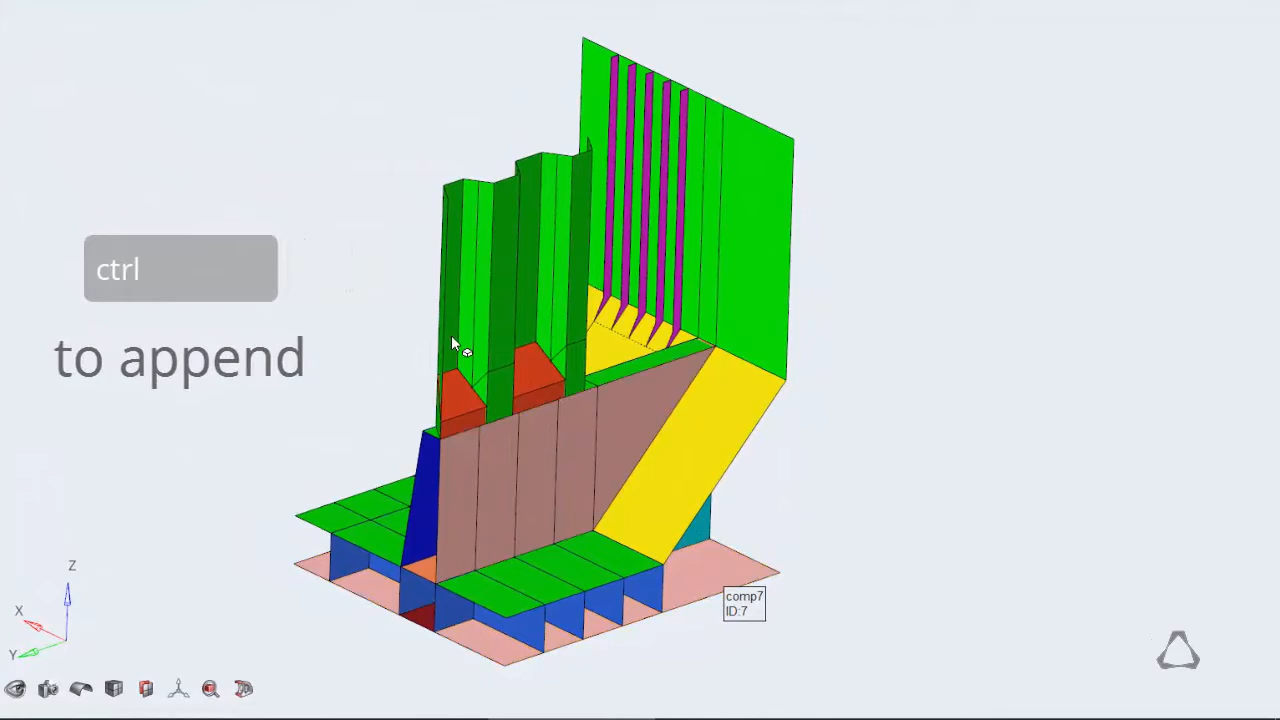 ctrl
to append
Z
X
Y
comp7
ID:7